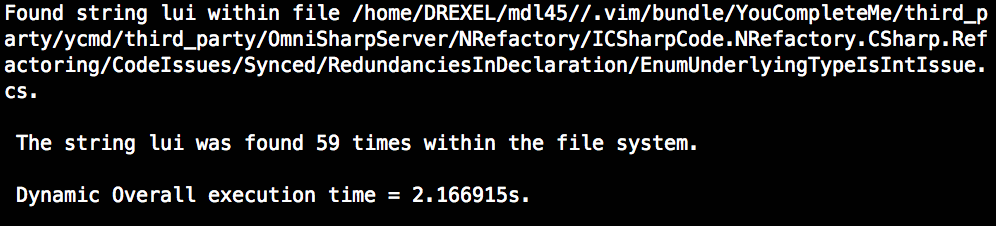 Found string lui within file /home/DREXEL/mdl45//.vim/bundle/YouCompleteMe/third_p
arty/ycmd/third_party/OmniSharpServer/NRefactory/ICSharpCode.NRefactory.CSharp.Ref
actoring/CodeIssues/Synced/RedundanciesInDeclaration/EnumUnderlyingTypeIsIntIssue.
cs.
The string lui was found 59 times within the file system.
Dynamic Overall execution time = 2.166915s.